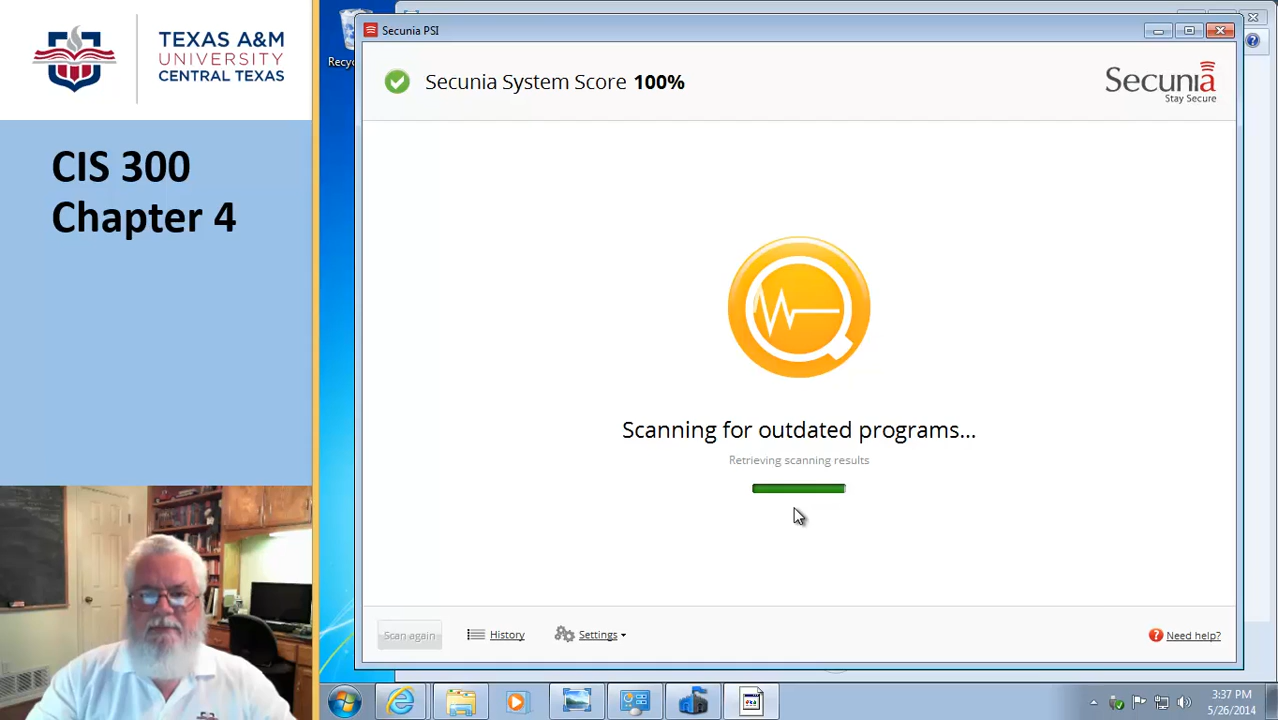 TEXAS A&M
UNIVERSITY
CENTRAL TEXAS
CIS 300
Chapter 4
Recyc
Secunia PSI
Secunia System Score 100%
Secunia
Stay Secure
Scanning for outdated programs...
Retrieving scanning results
Scan again
History
Settings
Need help?
3:37 PM
5/26/2014